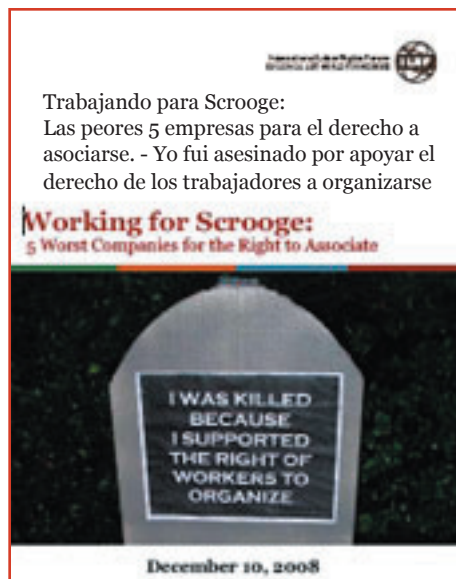 Trabajando para Scrooge:
Las peores 5 empresas para el derecho a
asociarse. - Yo fui asesinado por apoyar el
derecho de los trabajadores a organizarse
Working for Scrooge:
5 Worst Companies for the Right to Associate
I WAS KILLED
BECAUSE
I SUPPORTED
THE RIGHT OF
WORKERS TO
ORGANIZE
December 10, 2008